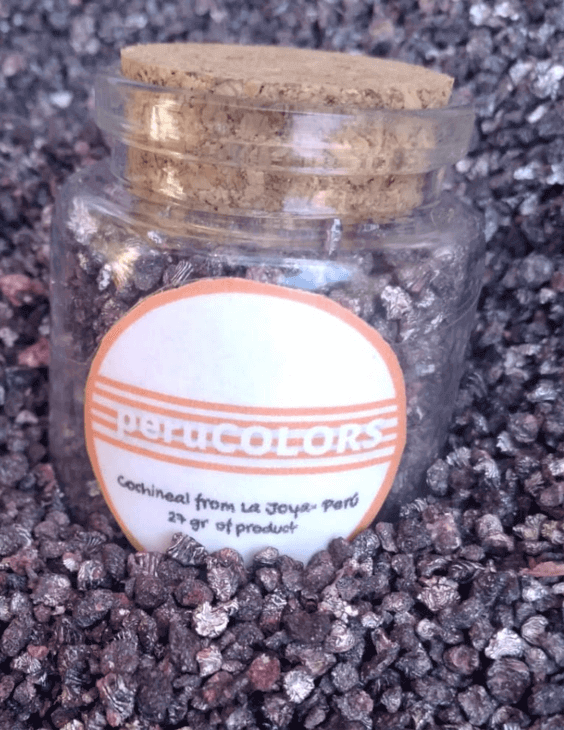 peruCOLORS
Cochineal from La Joya- Perú
27 gr of product